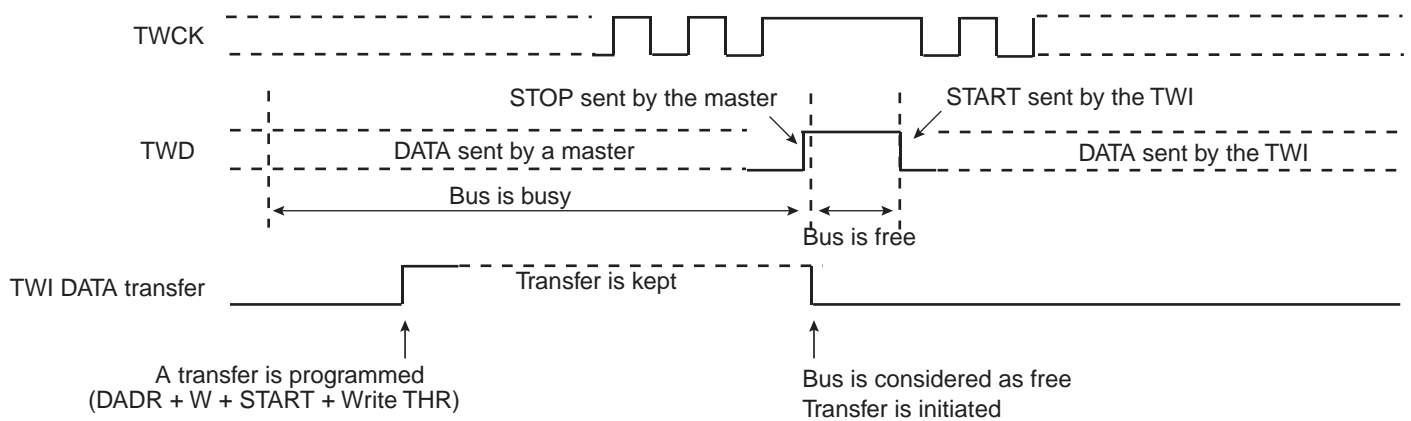 TWCK
STOP sent by the master
START sent by the TWI
TWD
DATA sent by a master
DATA sent by the TWI
Bus is busy
Bus is free
TWI DATA transfer
Transfer is kept
A transfer is programmed
(DADR + W + START + Write THR)
Bus is considered as free
Transfer is initiated